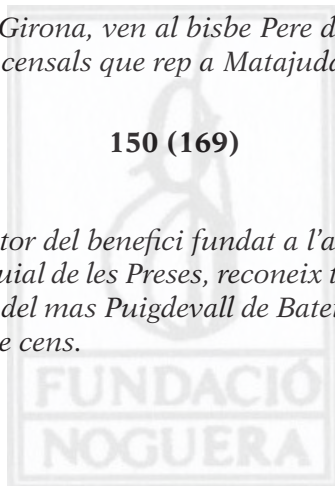 Girona, ven al bisbe Pere d
censals que rep a Matajuda
150 (169)
tor del benefici fundat a l'a
uial de les Preses, reconeix t
del mas Puigdevall de Bate
e cens.
FUNDACIÓ
NOGUERA